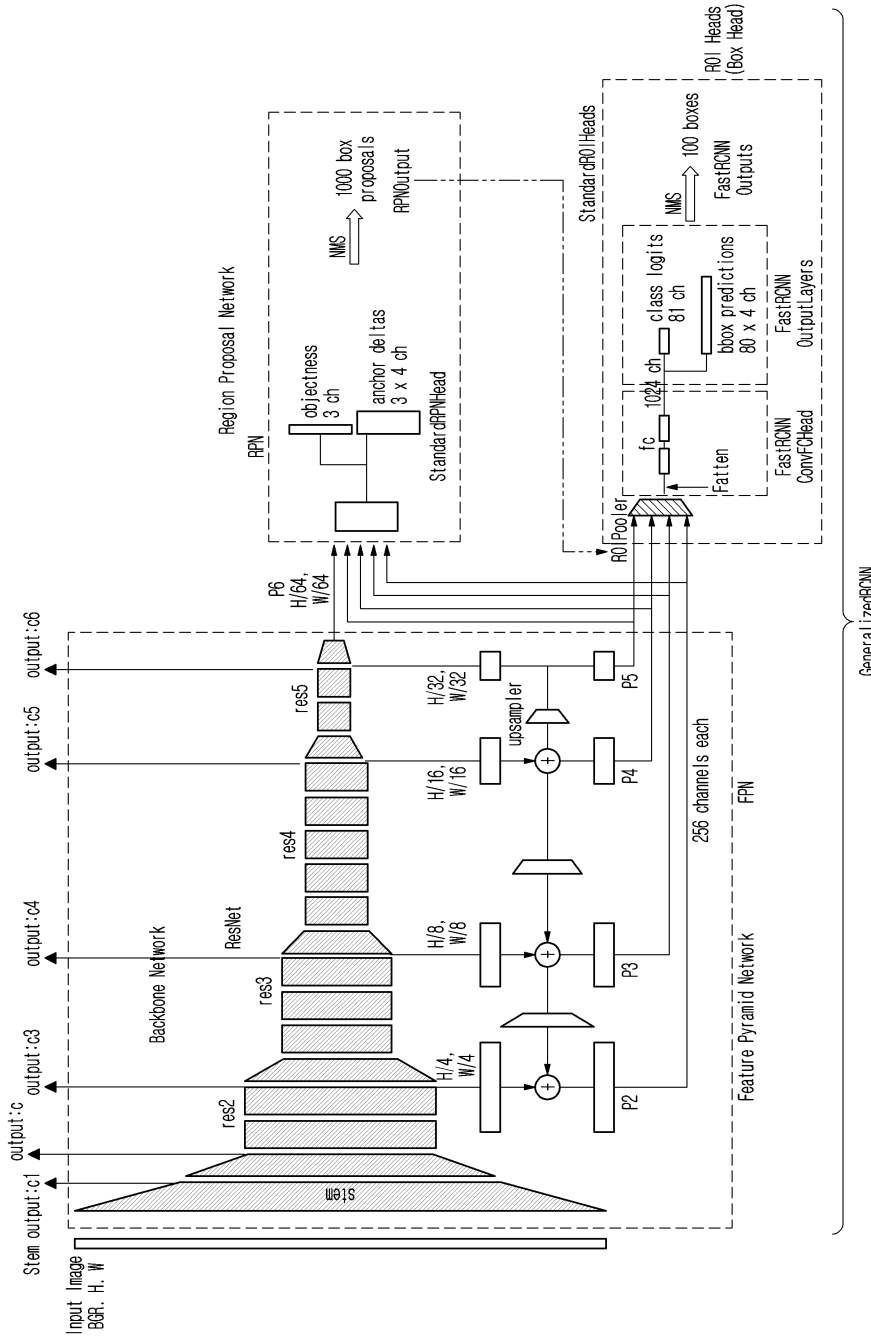 Input Image
BGR. H. W
Stem output:c1
output:c
output:c3
output:c4
output:c5
output:c6
Backbone Network
ResNet
stem
res2
res3
res4
res5
H/4,
W/4
H/8,
W/8
H/16,
W/16
H/32,
W/32
upsampler
P2
P3
P4
P5
256 channels each
Feature Pyramid Network
FPN
P6
H/64,
W/64
Region Proposal Network
RPN
objectness
3 ch
anchor deltas
3 x 4 ch
StandardRPNHead
NMS
1000 box
proposals
RPNOutput
ROIPooler
StandardROIHeads
Fatten
fc
1024 ch
FastRCNN
ConvFCHead
class logits
81 ch
bbox predictions
80 x 4 ch
FastRCNN
OutputLayers
NMS
100 boxes
FastRCNN
Outputs
ROI Heads
(Box Head)
GeneralizedRCNN